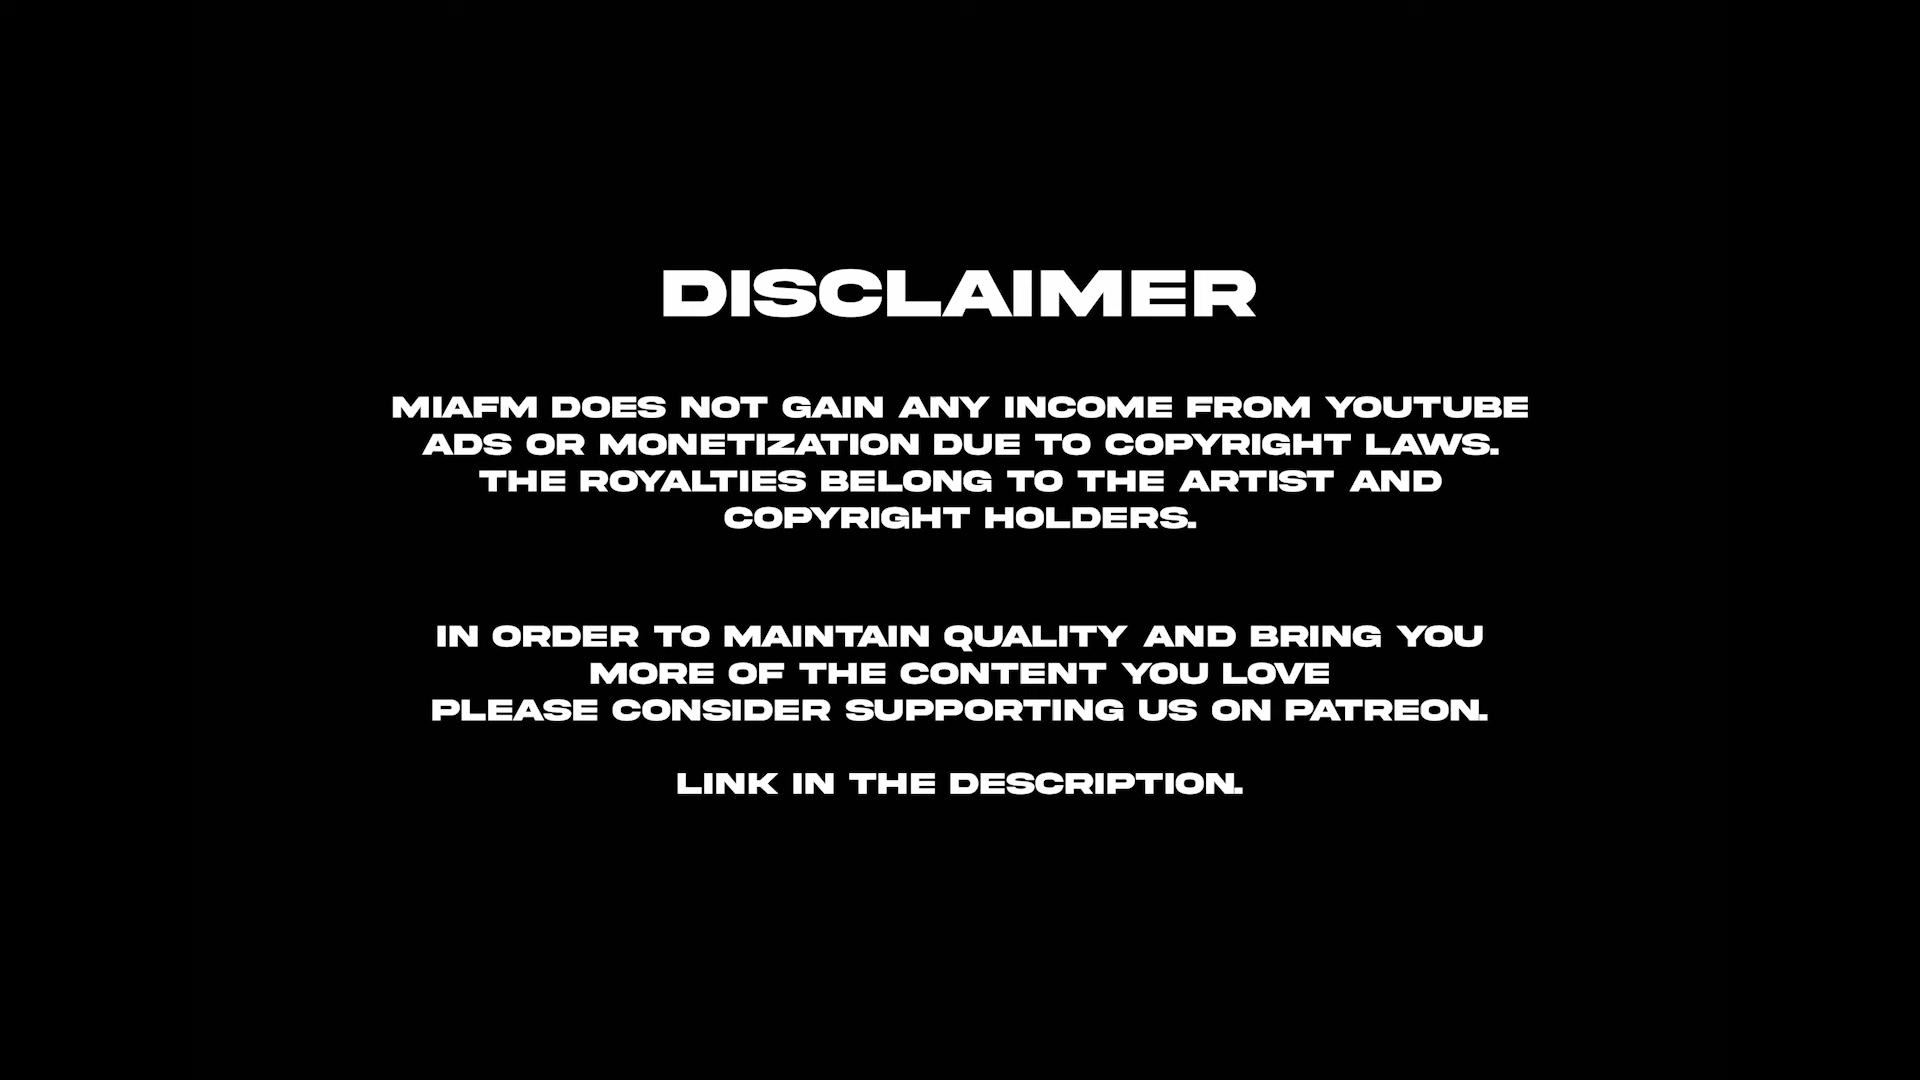 DISCLAIMER
MIAFM DOES NOT GAIN ANY INCOME FROM YOUTUBE
ADS OR MONETIZATION DUE TO COPYRIGHT LAWS.
THE ROYALTIES BELONG TO THE ARTIST AND
COPYRIGHT HOLDERS.
IN ORDER TO MAINTAIN QUALITY AND BRING YOU
MORE OF THE CONTENT YOU LOVE
PLEASE CONSIDER SUPPORTING US ON PATREON.
LINK IN THE DESCRIPTION.